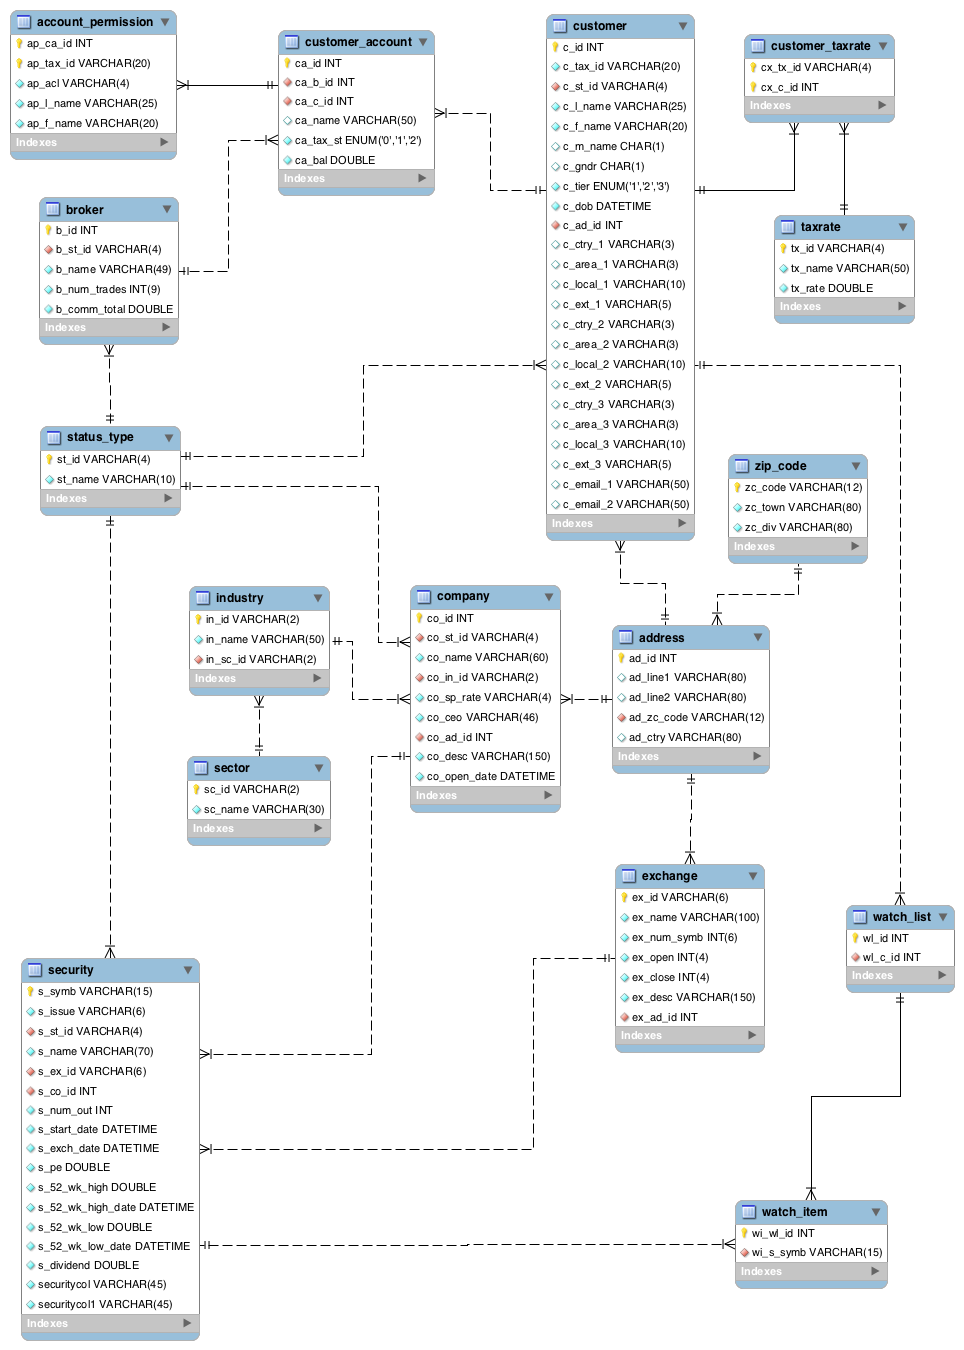 account_permission
ap_ca_id INT
ap_tax_id VARCHAR(20)
ap_acl VARCHAR(4)
ap_l_name VARCHAR(25)
ap_f_name VARCHAR(20)
Indexes
customer_account
ca_id INT
ca_b_id INT
ca_c_id INT
ca_name VARCHAR(50)
ca_tax_st ENUM('0','1','2')
ca_bal DOUBLE
Indexes
customer
c_id INT
c_tax_id VARCHAR(20)
c_st_id VARCHAR(4)
c_l_name VARCHAR(25)
c_f_name VARCHAR(20)
c_m_name CHAR(1)
c_gndr CHAR(1)
c_tier ENUM('1','2','3')
c_dob DATETIME
c_ad_id INT
c_ctry_1 VARCHAR(3)
c_area_1 VARCHAR(3)
c_local_1 VARCHAR(10)
c_ext_1 VARCHAR(5)
c_ctry_2 VARCHAR(3)
c_area_2 VARCHAR(3)
c_local_2 VARCHAR(10)
c_ext_2 VARCHAR(5)
c_ctry_3 VARCHAR(3)
c_area_3 VARCHAR(3)
c_local_3 VARCHAR(10)
c_ext_3 VARCHAR(5)
c_email_1 VARCHAR(50)
c_email_2 VARCHAR(50)
Indexes
customer_taxrate
cx_tx_id VARCHAR(4)
cx_c_id INT
Indexes
broker
b_id INT
b_st_id VARCHAR(4)
b_name VARCHAR(49)
b_num_trades INT(9)
b_comm_total DOUBLE
Indexes
taxrate
tx_id VARCHAR(4)
tx_name VARCHAR(50)
tx_rate DOUBLE
Indexes
status_type
st_id VARCHAR(4)
st_name VARCHAR(10)
Indexes
zip_code
zc_code VARCHAR(12)
zc_town VARCHAR(80)
zc_div VARCHAR(80)
Indexes
industry
in_id VARCHAR(2)
in_name VARCHAR(50)
in_sc_id VARCHAR(2)
Indexes
company
co_id INT
co_st_id VARCHAR(4)
co_name VARCHAR(60)
co_in_id VARCHAR(2)
co_sp_rate VARCHAR(4)
co_ceo VARCHAR(46)
co_ad_id INT
co_desc VARCHAR(150)
co_open_date DATETIME
Indexes
address
ad_id INT
ad_line1 VARCHAR(80)
ad_line2 VARCHAR(80)
ad_zc_code VARCHAR(12)
ad_ctry VARCHAR(80)
Indexes
sector
sc_id VARCHAR(2)
sc_name VARCHAR(30)
Indexes
exchange
ex_id VARCHAR(6)
ex_name VARCHAR(100)
ex_num_symb INT(6)
ex_open INT(4)
ex_close INT(4)
ex_desc VARCHAR(150)
ex_ad_id INT
Indexes
watch_list
wl_id INT
wl_c_id INT
Indexes
security
s_symb VARCHAR(15)
s_issue VARCHAR(6)
s_st_id VARCHAR(4)
s_name VARCHAR(70)
s_ex_id VARCHAR(6)
s_co_id INT
s_num_out INT
s_start_date DATETIME
s_exch_date DATETIME
s_pe DOUBLE
s_52_wk_high DOUBLE
s_52_wk_high_date DATETIME
s_52_wk_low DOUBLE
s_52_wk_low_date DATETIME
s_dividend DOUBLE
securitycol VARCHAR(45)
securitycol1 VARCHAR(45)
Indexes
watch_item
wi_wl_id INT
wi_s_symb VARCHAR(15)
Indexes